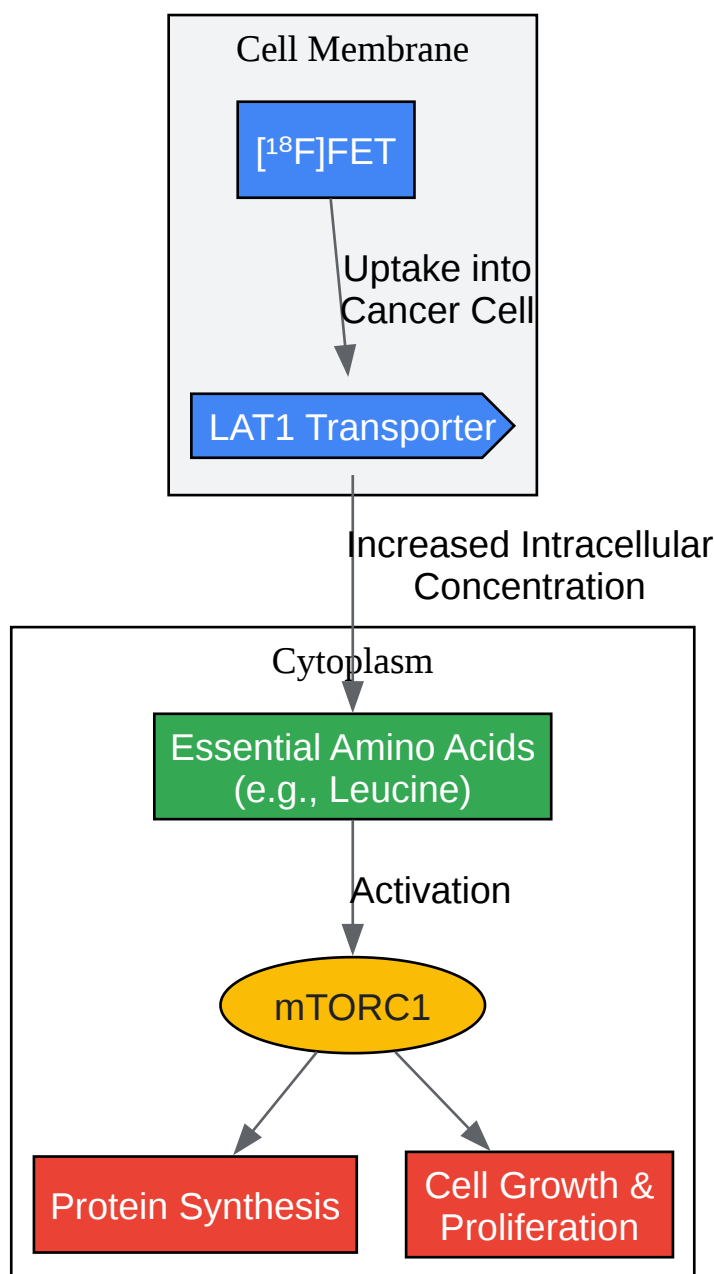 Cell Membrane
[¹⁸F]FET
Uptake into
Cancer Cell
LAT1 Transporter
Increased Intracellular
Concentration
Cytoplasm
Essential Amino Acids
(e.g., Leucine)
Activation
mTORC1
Protein Synthesis
Cell Growth &
Proliferation